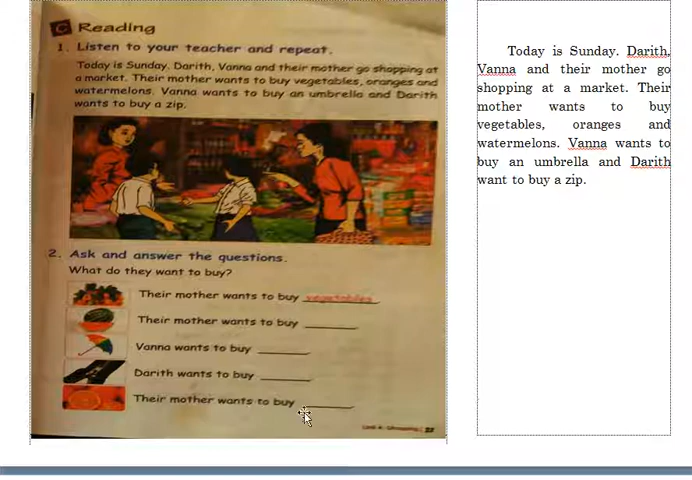 C Reading
1. Listen to your teacher and repeat.
Today is Sunday. Darith, Vanna and their mother go shopping at
a market. Their mother wants to buy vegetables, oranges and
watermelons. Vanna wants to buy an umbrella and Darith
wants to buy a zip.
2. Ask and answer the questions.
What do they want to buy?
Their mother wants to buy vegetables.
Their mother wants to buy
Vanna wants to buy
Darith wants to buy
Their mother wants to buy
Unit 4: Shopping
Today is Sunday. Darith,
Vanna and their mother go
shopping at a market. Their
mother wants to buy
vegetables, oranges and
watermelons. Vanna wants to
buy an umbrella and Darith
want to buy a zip.